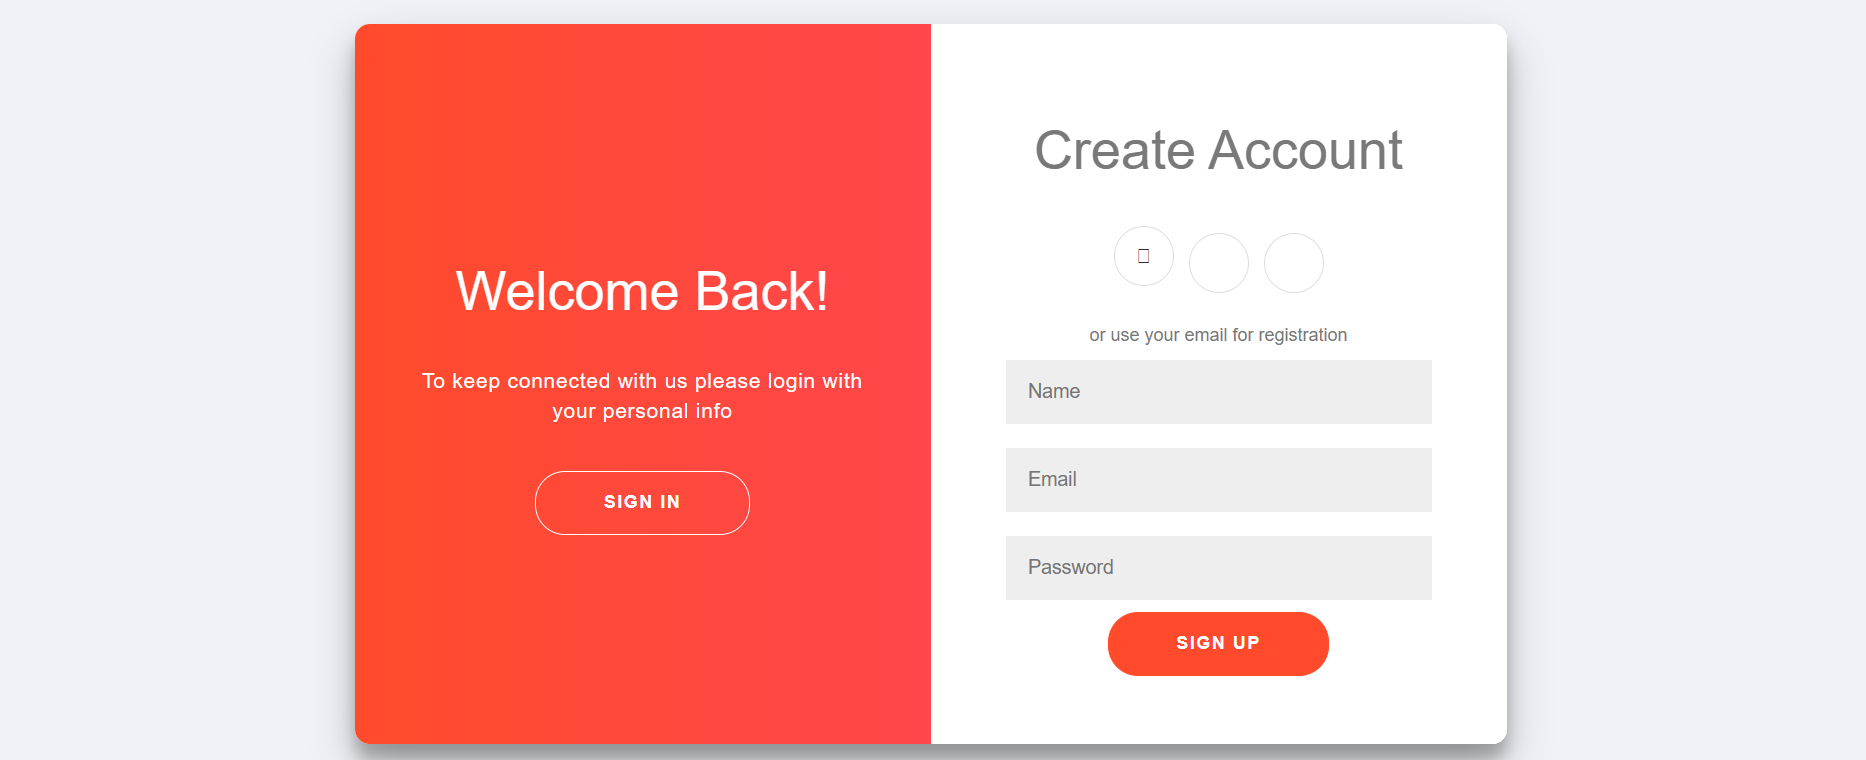 Welcome Back!
To keep connected with us please login with
your personal info
SIGN IN
Create Account
or use your email for registration
Name
Email
Password
SIGN UP